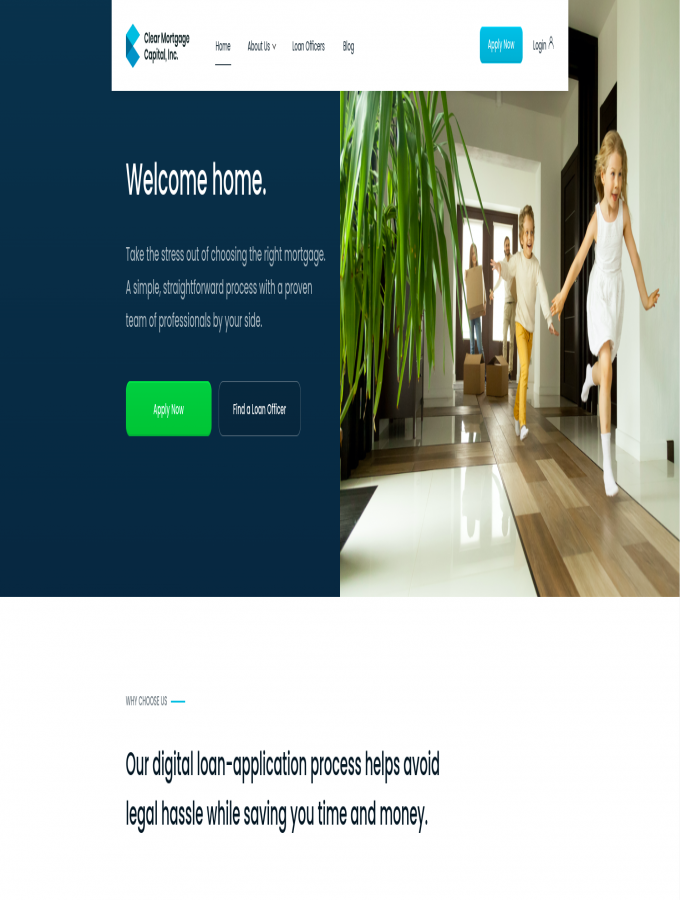 Clear Mortgage
Capital, Inc.
Home
About Us
Loan Officers
Blog
Apply Now
Login
Welcome home.
Take the stress out of choosing the right mortgage.
A simple, straightforward process with a proven
team of professionals by your side.
Apply Now
Find a Loan Officer
WHY CHOOSE US
Our digital loan-application process helps avoid
legal hassle while saving you time and money.